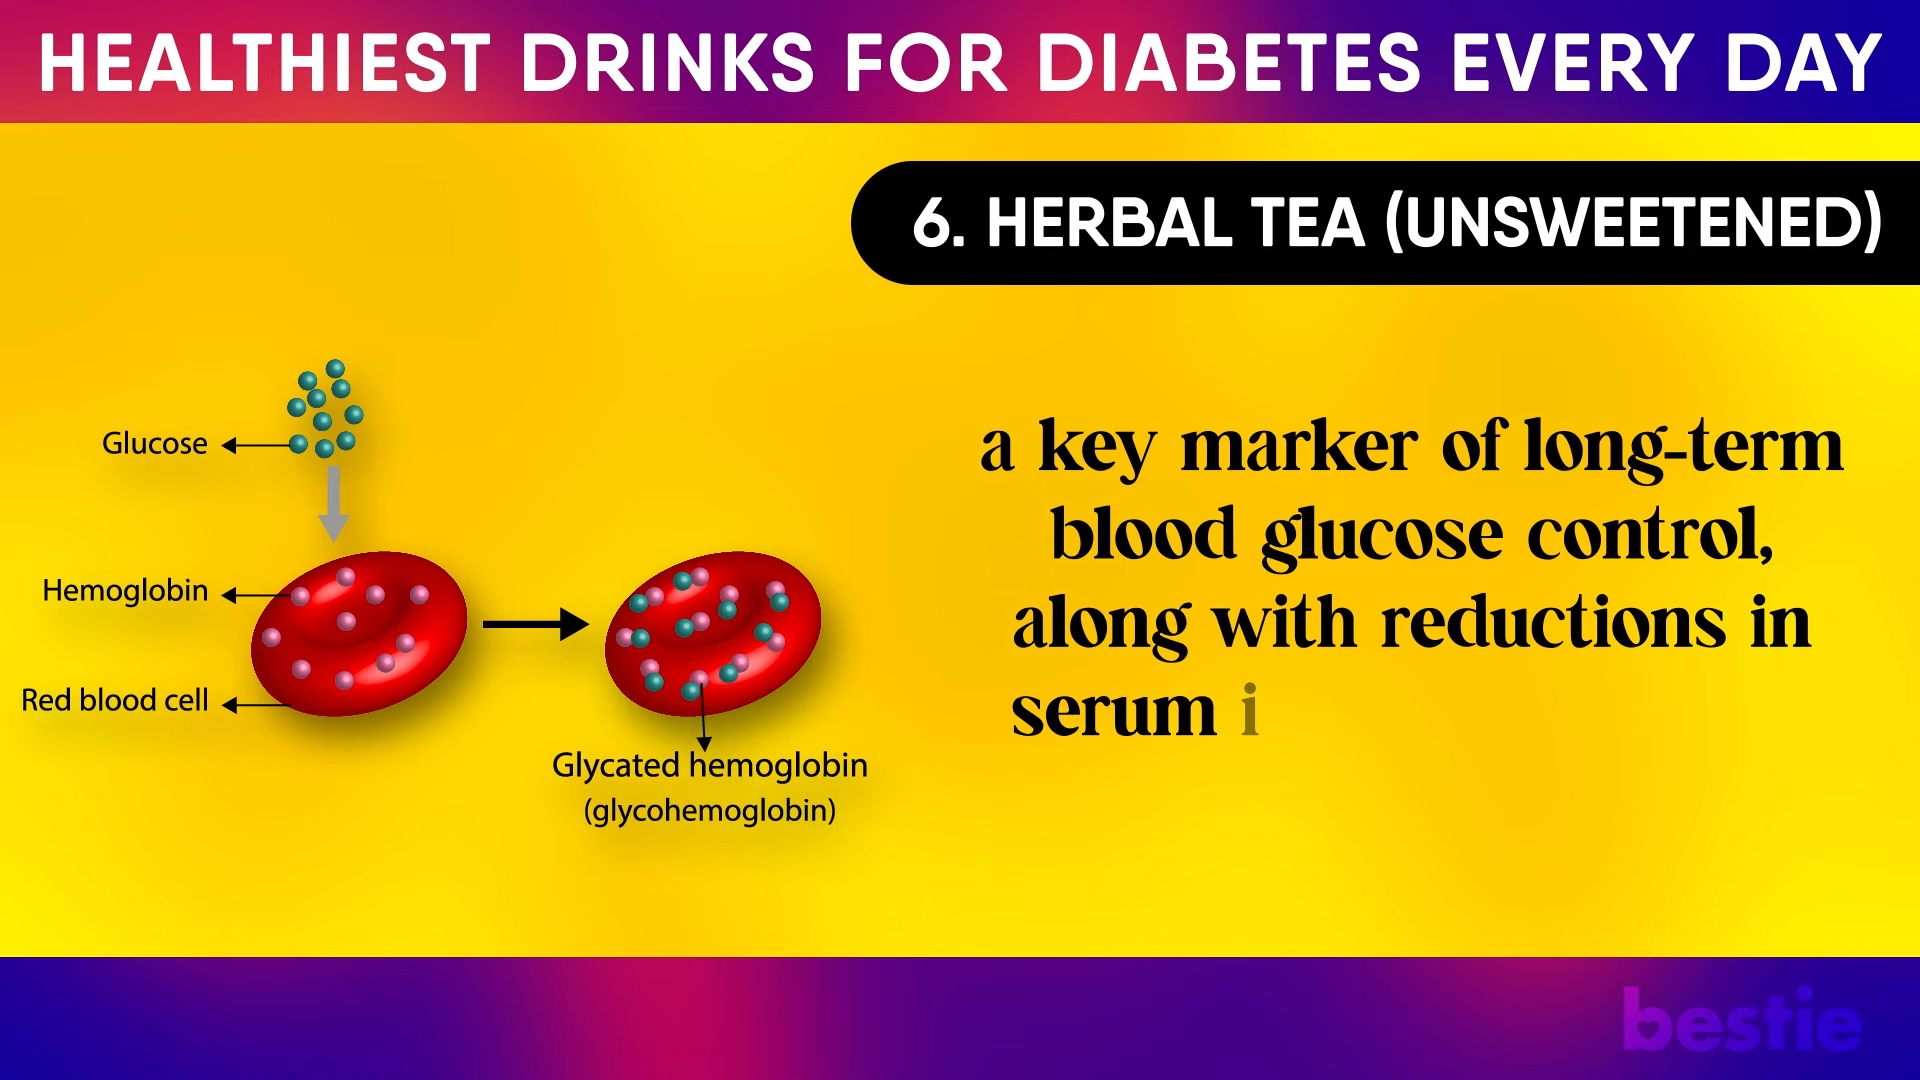 HEALTHIEST DRINKS FOR DIABETES EVERY DAY
6. HERBAL TEA (UNSWEETENED)
Glucose
Hemoglobin
Red blood cell
Glycated hemoglobin
(glycohemoglobin)
a key marker of long-term
blood glucose control,
along with reductions in
serum i
bestie